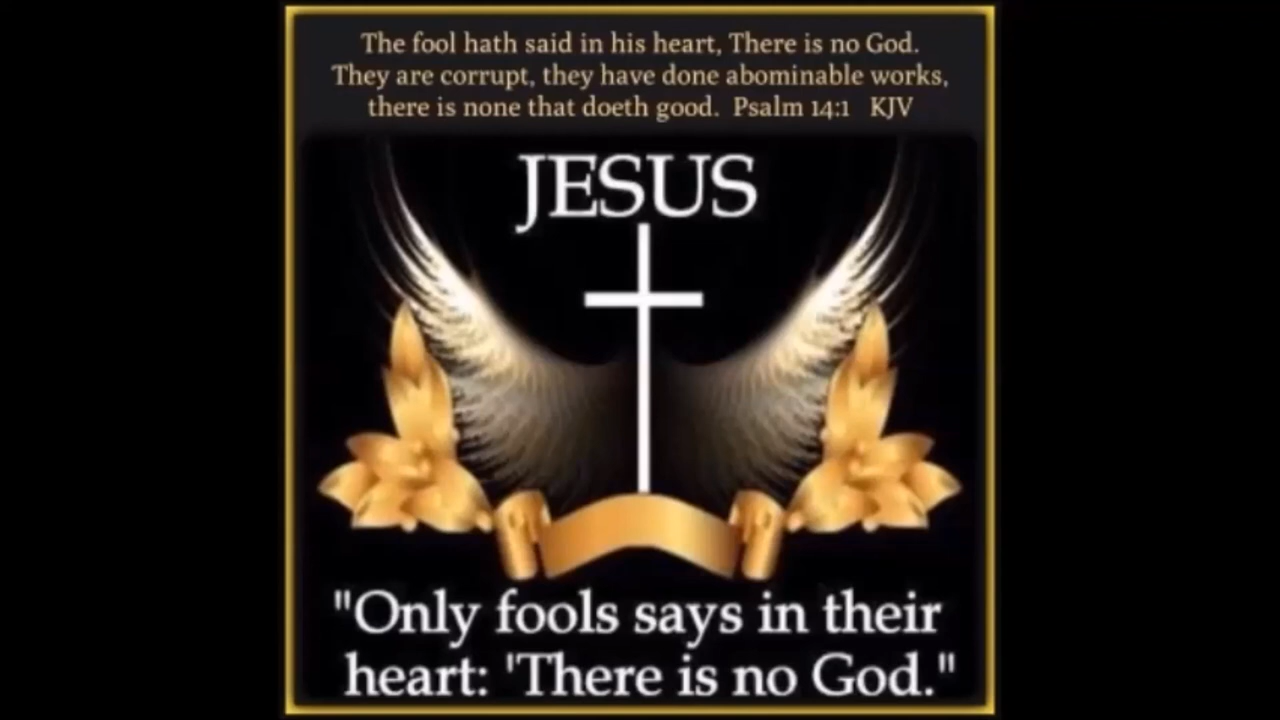 The fool hath said in his heart, There is no God.
They are corrupt, they have done abominable works,
there is none that doeth good.  Psalm 14:1   KJV
JESUS
"Only fools says in their
heart: 'There is no God."